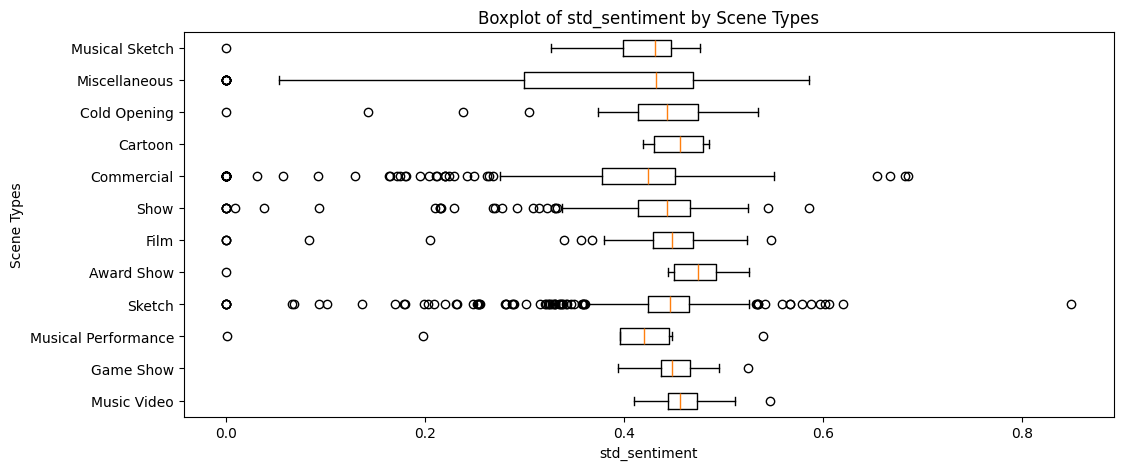 Boxplot of std_sentiment by Scene Types
Musical Sketch
Miscellaneous
Cold Opening
Cartoon
Commercial
Show
Film
Award Show
Sketch
Musical Performance
Game Show
Music Video
Scene Types
0.0 0.2 0.4 0.6 0.8
std_sentiment